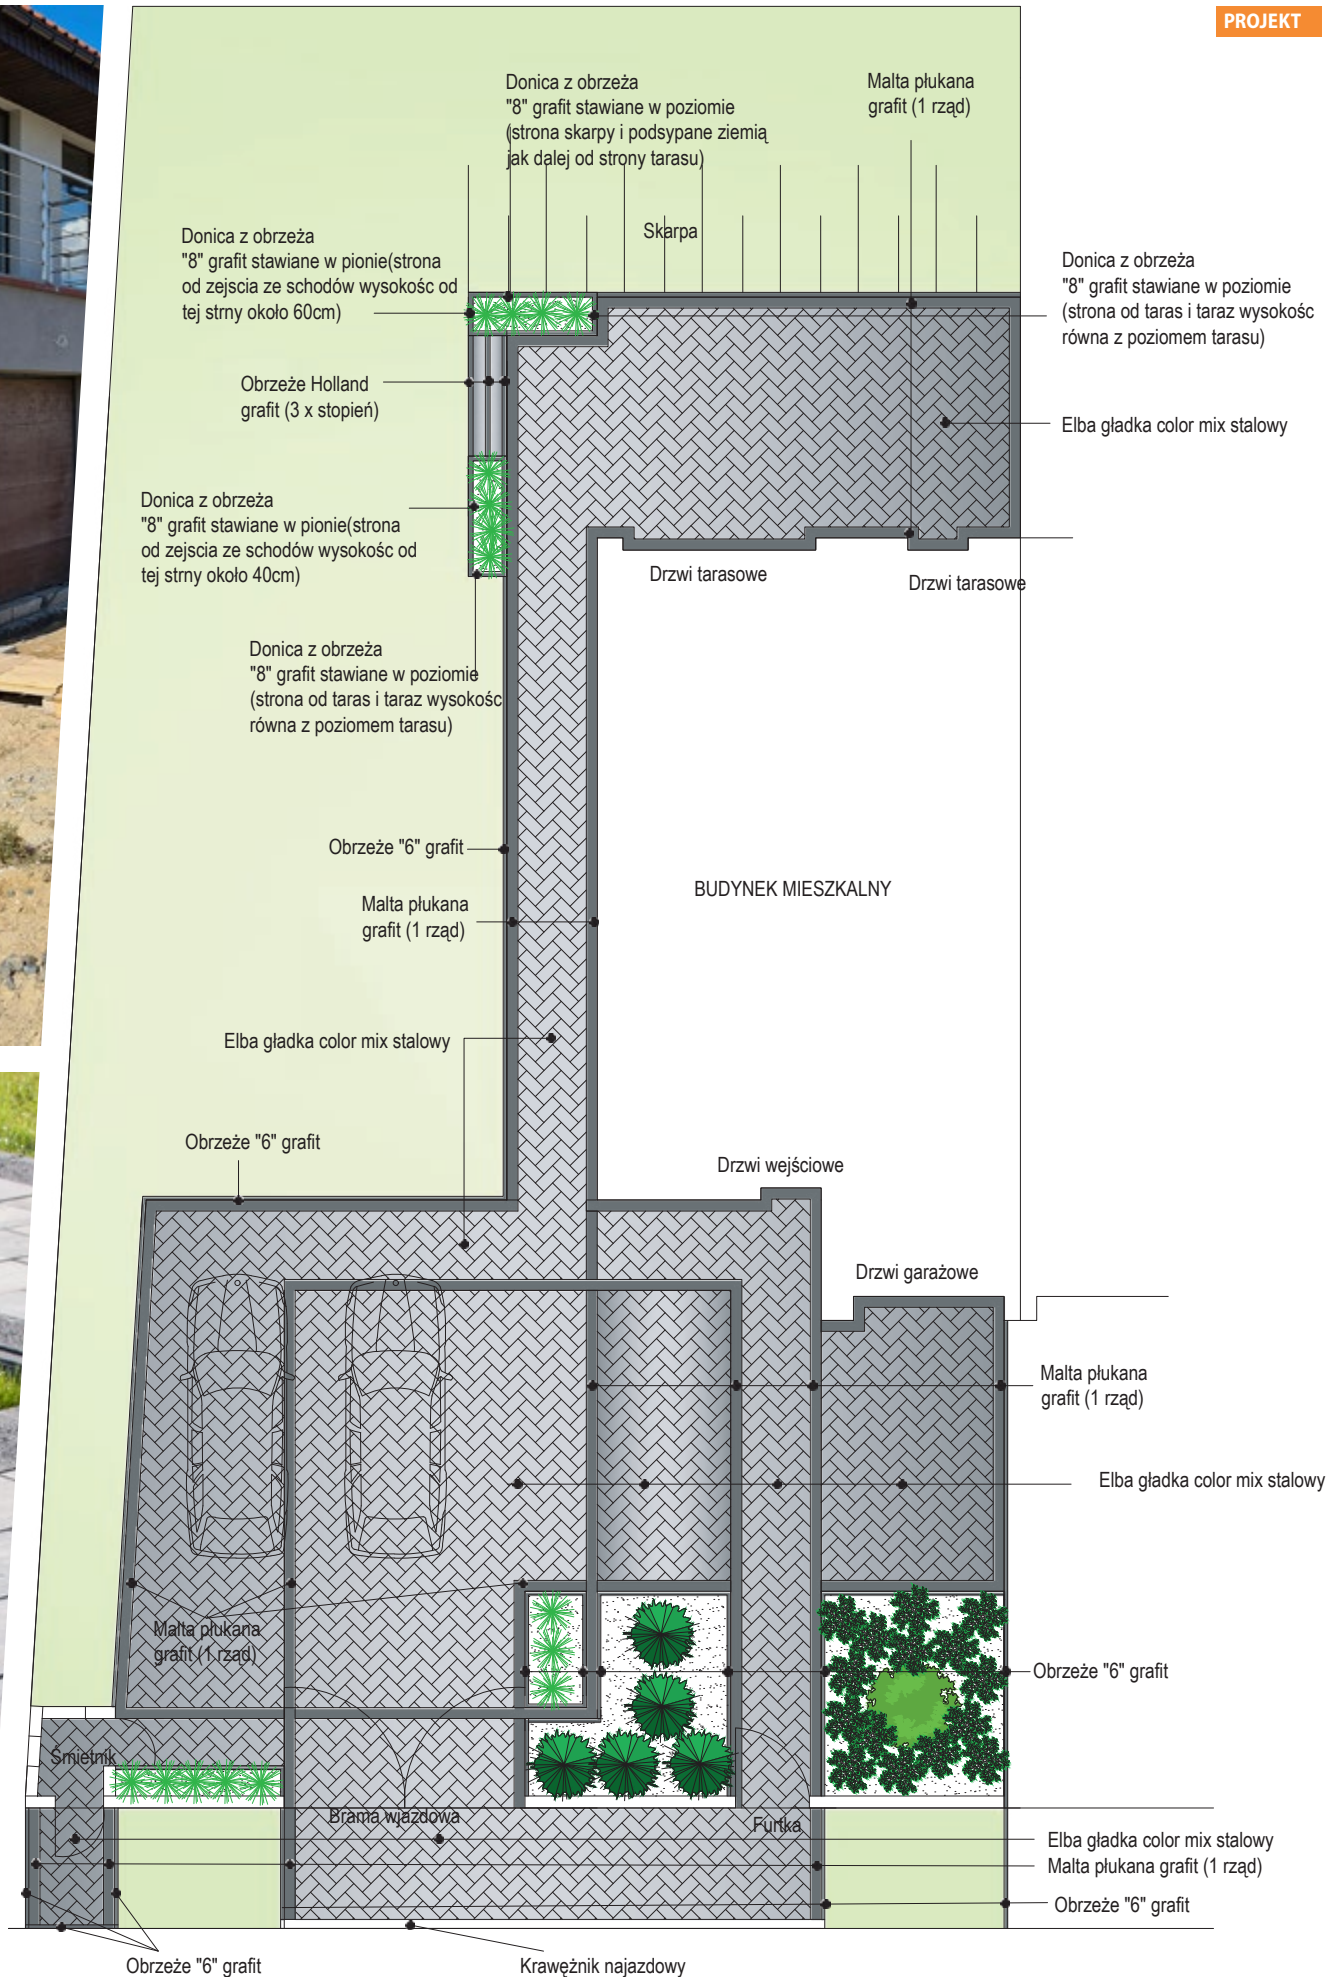 PROJEKT
Donica z obrzeża
"8" grafit stawiane w poziomie
(strona skarpy i podsypane ziemią
jak dalej od strony tarasu)
Malta płukana
grafit (1 rząd)
Skarpa
Donica z obrzeża
"8" grafit stawiane w pionie(strona
od zejscia ze schodów wysokośc od
tej strny około 60cm)
Donica z obrzeża
"8" grafit stawiane w poziomie
(strona od taras i taraz wysokośc
równa z poziomem tarasu)
Obrzeże Holland
grafit (3 x stopień)
Elba gładka color mix stalowy
Donica z obrzeża
"8" grafit stawiane w pionie(strona
od zejscia ze schodów wysokośc od
tej strny około 40cm)
Drzwi tarasowe
Drzwi tarasowe
Donica z obrzeża
"8" grafit stawiane w poziomie
(strona od taras i taraz wysokośc
równa z poziomem tarasu)
Obrzeże "6" grafit
BUDYNEK MIESZKALNY
Malta płukana
grafit (1 rząd)
Elba gładka color mix stalowy
Obrzeże "6" grafit
Drzwi wejściowe
Drzwi garażowe
Malta płukana
grafit (1 rząd)
Elba gładka color mix stalowy
Malta płukana
grafit (1 rząd)
Obrzeże "6" grafit
Śmietnik
Brama wjazdowa
Furtka
Elba gładka color mix stalowy
Malta płukana grafit (1 rząd)
Obrzeże "6" grafit
Obrzeże "6" grafit
Krawężnik najazdowy